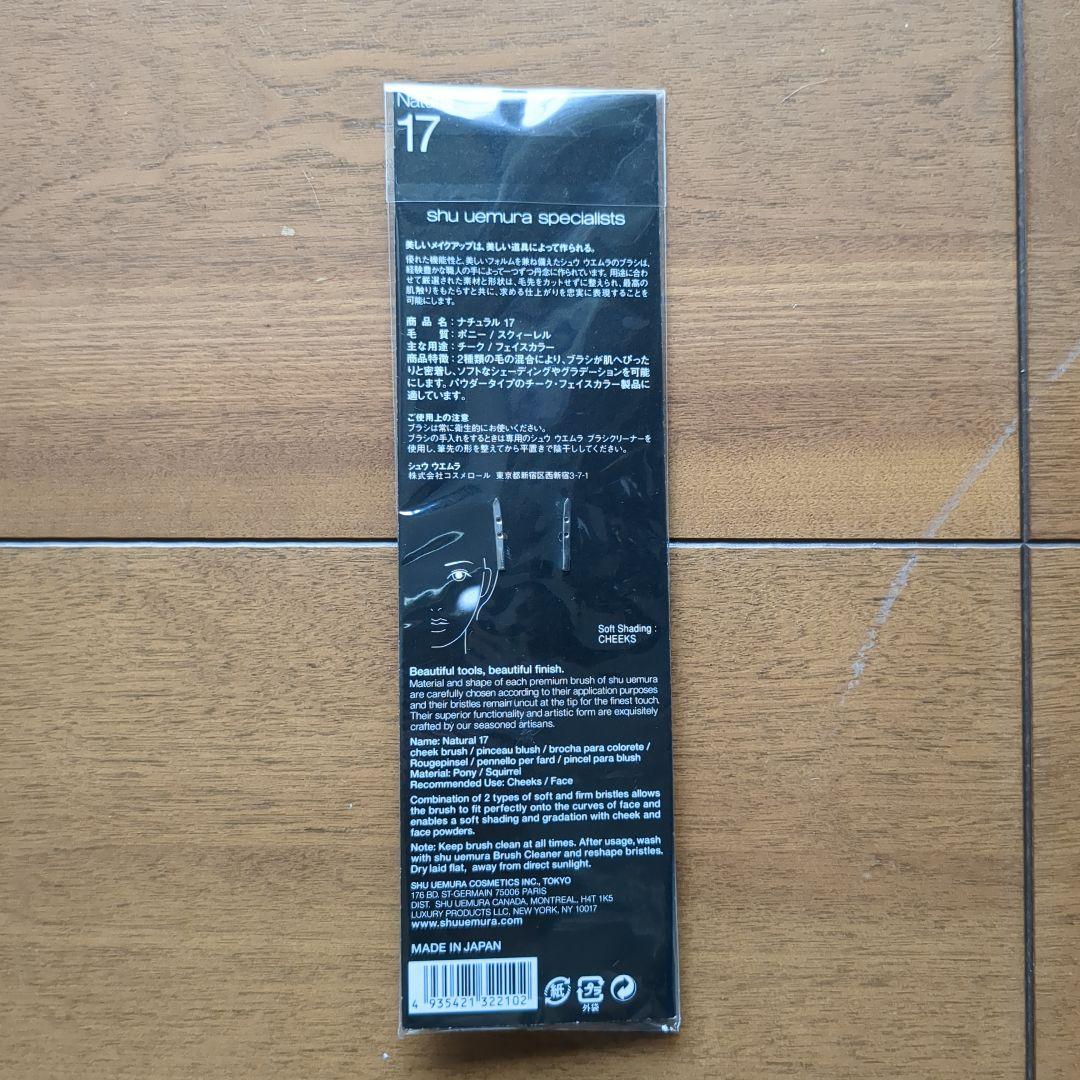 17
shu uemura specialists
美しいメイクアップは、美しい道具によって作られる。
優れた機能性と、美しいフォルムを兼ね備えたシュウ ウエムラのブラシは、
経験豊かな職人の手によって一つずつ丹念に作られています。用途に合わ
せて厳選された素材と形状は、毛先をカットせずに整えられ、最高の
肌触りをもたらすと共に、求める仕上がりを忠実に表現することを
可能にします。
商品名：ナチュラル 17
毛質：ポニー / スクィーレル
主な用途：チーク / フェイスカラー
商品特徴：2種類の毛の混合により、ブラシが肌へぴった
りと密着し、ソフトなシェーディングやグラデーションを可能
にします。パウダータイプのチーク・フェイスカラー製品に
適しています。
ご使用上の注意
ブラシは常に衛生的にお使いください。
ブラシの手入れをするときは専用のシュウ ウエムラ ブラシクリーナーを
使用し、筆先の形を整えてから平置きで陰干ししてください。
シュウ ウエムラ
株式会社コスメロール 東京都新宿区西新宿3-7-1
Soft Shading :
CHEEKS
Beautiful tools, beautiful finish.
Material and shape of each premium brush of shu uemura
are carefully chosen according to their application purposes
and their bristles remain uncut at the tip for the finest touch.
Their superior functionality and artistic form are exquisitely
crafted by our seasoned artisans.
Name: Natural 17
cheek brush / pinceau blush / brocha para colorete /
Rougepinsel / pennello per fard / pincel para blush
Material: Pony / Squirrel
Recommended Use: Cheeks / Face
Combination of 2 types of soft and firm bristles allows
the brush to fit perfectly onto the curves of face and
enables a soft shading and gradation with cheek and
face powders.
Note: Keep brush clean at all times. After usage, wash
with shu uemura Brush Cleaner and reshape bristles.
Dry laid flat, away from direct sunlight.
SHU UEMURA COSMETICS INC., TOKYO
176 BD. ST-GERMAIN 75006 PARIS
DIST. SHU UEMURA CANADA, MONTREAL, H4T 1K5
LUXURY PRODUCTS LLC, NEW YORK, NY 10017
www.shuuemura.com
MADE IN JAPAN
4 935421 322102
紙 プラ
外袋